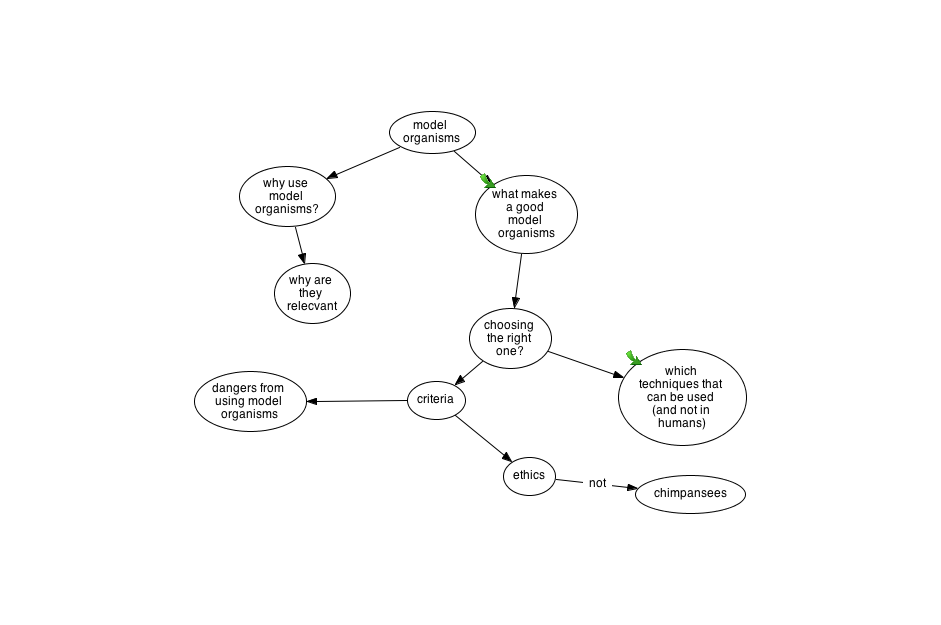 model
organisms
why use
model
organisms?
what makes
a good
model
organisms
why are
they
relecvant
choosing
the right
one?
which
techniques that
can be used
(and not in
humans)
dangers from
using model
organisms
criteria
ethics
not
chimpansees